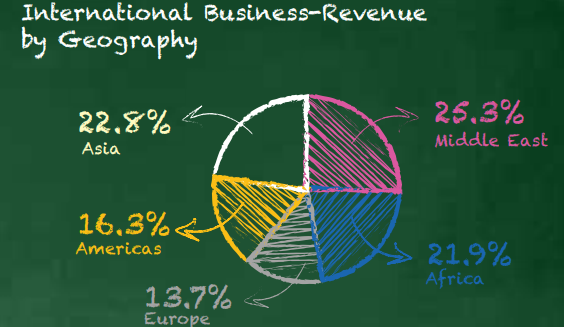 International Business-Revenue
by Geography
22.8%
Asia
25.3%
Middle East
16.3%
Americas
21.9%
Africa
13.7%
Europe